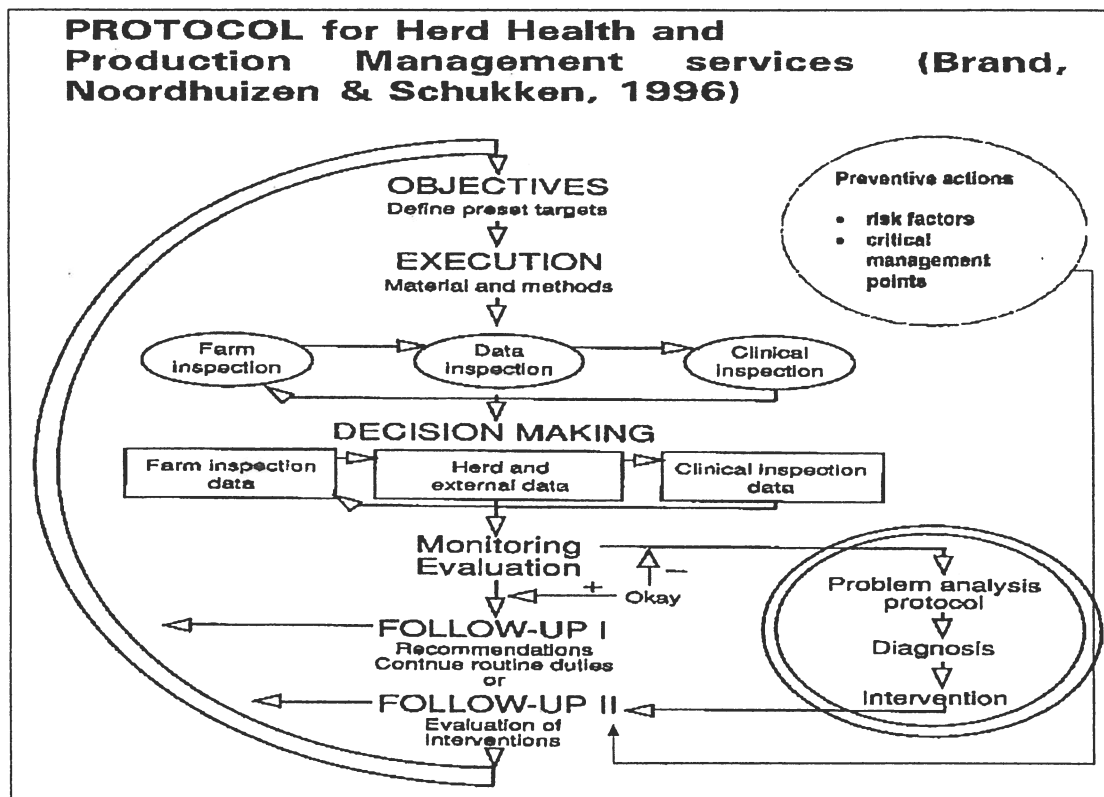 PROTOCOL for Herd Health and
Production Management services (Brand,
Noordhuizen & Schukken, 1996)
OBJECTIVES
Define preset targets
Preventive actions
• risk factors
• critical
management
points
EXECUTION
Material and methods
Farm
inspection
Data
inspection
Clinical
inspection
DECISION MAKING
Farm inspection
data
Herd and
external data
Clinical inspection
data
Monitoring
Evaluation
+
Okay
−
Problem analysis
protocol
Diagnosis
Intervention
FOLLOW-UP I
Recommendations
Continue routine duties
or
FOLLOW-UP II
Evaluation of
interventions